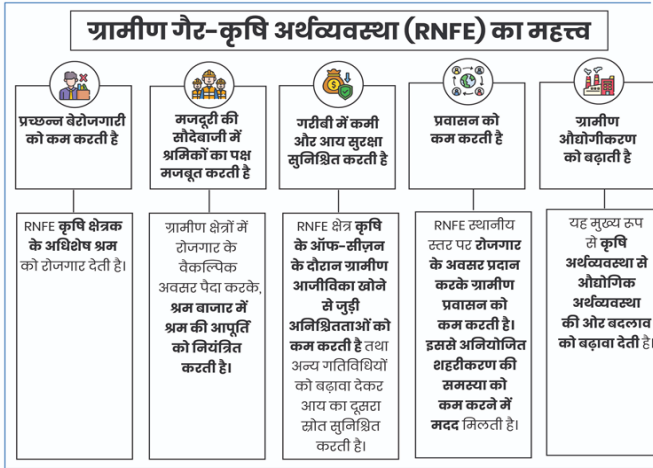 ग्रामीण गैर-कृषि अर्थव्यवस्था (RNFE) का महत्त्व
प्रच्छन्न बेरोजगारी
को कम करती है
RNFE कृषि क्षेत्रक
के अधिशेष श्रम
को रोजगार देती है।
मजदूरी की
सौदेबाजी में
श्रमिकों का पक्ष
मजबूत करती है
ग्रामीण क्षेत्रों में
रोजगार के
वैकल्पिक
अवसर पैदा करके,
श्रम बाजार में
श्रम की आपूर्ति
को नियंत्रित
करती है।
गरीबी में कमी
और आय सुरक्षा
सुनिश्चित करती है
RNFE क्षेत्र कृषि
के ऑफ-सीज़न
के दौरान ग्रामीण
आजीविका खोने
से जुड़ी
अनिश्चितताओं को
कम करती है तथा
अन्य गतिविधियों
को बढ़ावा देकर
आय का दूसरा
स्रोत सुनिश्चित
करती है।
प्रवासन को
कम करती है
RNFE स्थानीय
स्तर पर रोजगार
के अवसर प्रदान
करके ग्रामीण
प्रवासन को
कम करती है।
इससे अनियोजित
शहरीकरण की
समस्या को
कम करने में
मदद मिलती है।
ग्रामीण
औद्योगीकरण
को बढ़ाती है
यह मुख्य रूप
से कृषि
अर्थव्यवस्था से
औद्योगिक
अर्थव्यवस्था
की ओर बदलाव
को बढ़ावा देती है।